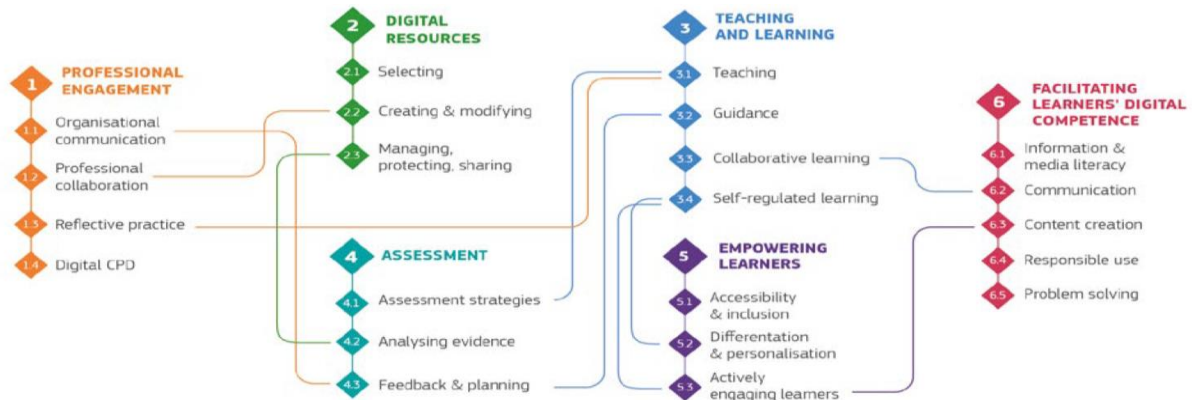 1
PROFESSIONAL
ENGAGEMENT
1.1
Organisational
communication
1.2
Professional
collaboration
1.3
Reflective practice
1.4
Digital CPD
2
DIGITAL
RESOURCES
2.1
Selecting
2.2
Creating & modifying
2.3
Managing,
protecting, sharing
3
TEACHING
AND LEARNING
3.1
Teaching
3.2
Guidance
3.3
Collaborative learning
3.4
Self-regulated learning
4
ASSESSMENT
4.1
Assessment strategies
4.2
Analysing evidence
4.3
Feedback & planning
5
EMPOWERING
LEARNERS
5.1
Accessibility
& inclusion
5.2
Differentation
& personalisation
5.3
Actively
engaging learners
6
FACILITATING
LEARNERS' DIGITAL
COMPETENCE
6.1
Information &
media literacy
6.2
Communication
6.3
Content creation
6.4
Responsible use
6.5
Problem solving